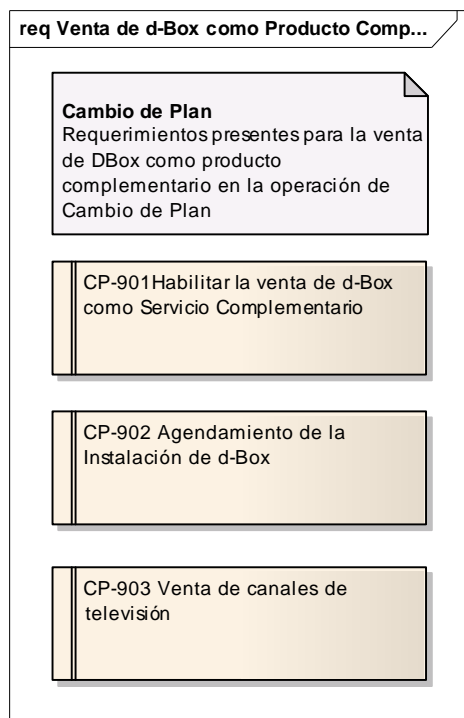 req Venta de d-Box como Producto Comp...
Cambio de Plan
Requerimientos presentes para la venta
de DBox como producto
complementario en la operación de
Cambio de Plan
CP-901Habilitar la venta de d-Box
como Servicio Complementario
CP-902 Agendamiento de la
Instalación de d-Box
CP-903 Venta de canales de
televisión